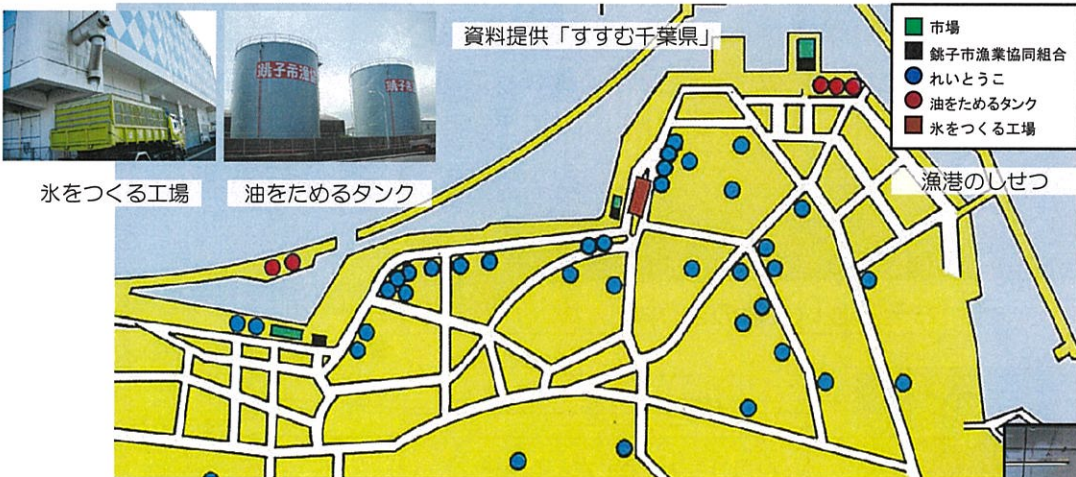 資料提供「すすむ千葉県」
市場
銚子市漁業協同組合
れいとうこ
油をためるタンク
氷をつくる工場
銚子市漁協
氷をつくる工場
油をためるタンク
漁港のしせつ